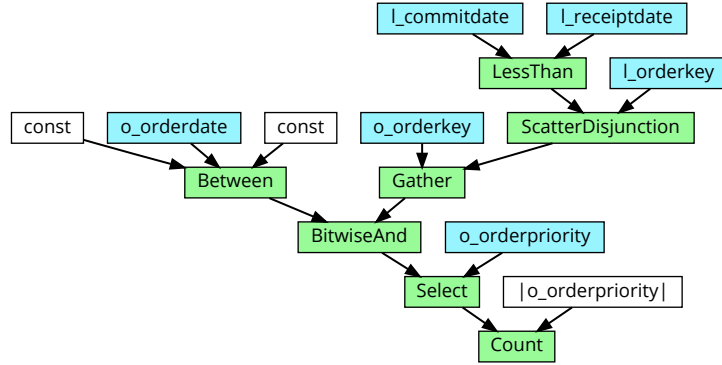 l_commitdate
l_receiptdate
LessThan
l_orderkey
const
o_orderdate
const
o_orderkey
ScatterDisjunction
Between
Gather
BitwiseAnd
o_orderpriority
Select
|o_orderpriority|
Count